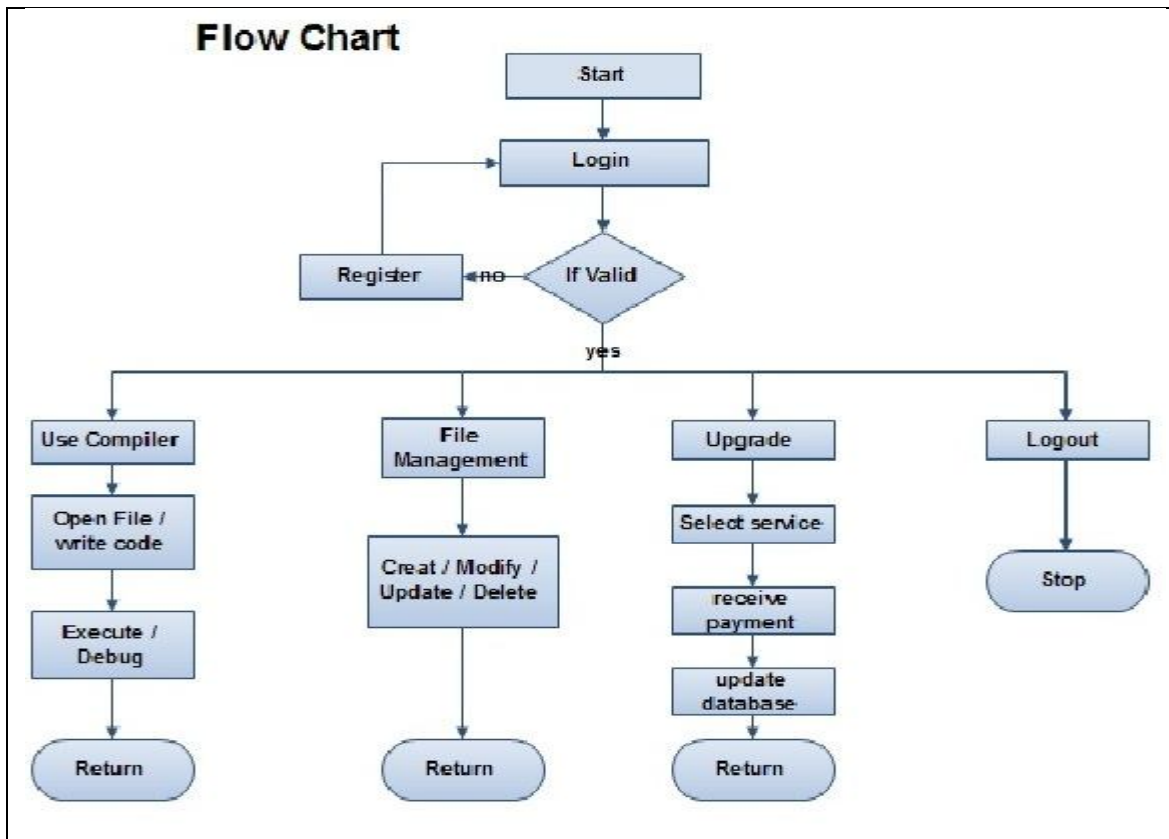 Flow Chart
Start
Login
Register
no
If Valid
yes
Use Compiler
File
Management
Upgrade
Logout
Open File /
write code
Creat / Modify /
Update / Delete
Select service
Stop
Execute /
Debug
receive
payment
update
database
Return
Return
Return